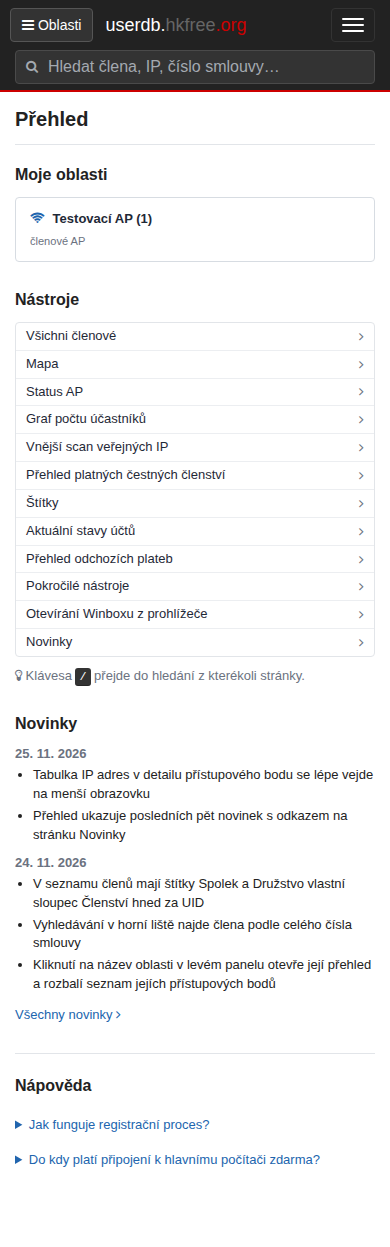 Oblasti
userdb.hkfree.org
Hledat člena, IP, číslo smlouvy…
Přehled
Moje oblasti
Testovací AP (1)
členové AP
Nástroje
Všichni členové
Mapa
Status AP
Graf počtu účastníků
Vnější scan veřejných IP
Přehled platných čestných členství
Štítky
Aktuální stavy účtů
Přehled odchozích plateb
Pokročilé nástroje
Otevírání Winboxu z prohlížeče
Novinky
Klávesa / přejde do hledání z kterékoli stránky.
Novinky
25. 11. 2026
Tabulka IP adres v detailu přístupového bodu se lépe vejde
na menší obrazovku
Přehled ukazuje posledních pět novinek s odkazem na
stránku Novinky
24. 11. 2026
V seznamu členů mají štítky Spolek a Družstvo vlastní
sloupec Členství hned za UID
Vyhledávání v horní liště najde člena podle celého čísla
smlouvy
Kliknutí na název oblasti v levém panelu otevře její přehled
a rozbalí seznam jejích přístupových bodů
Všechny novinky
Nápověda
Jak funguje registrační proces?
Do kdy platí připojení k hlavnímu počítači zdarma?